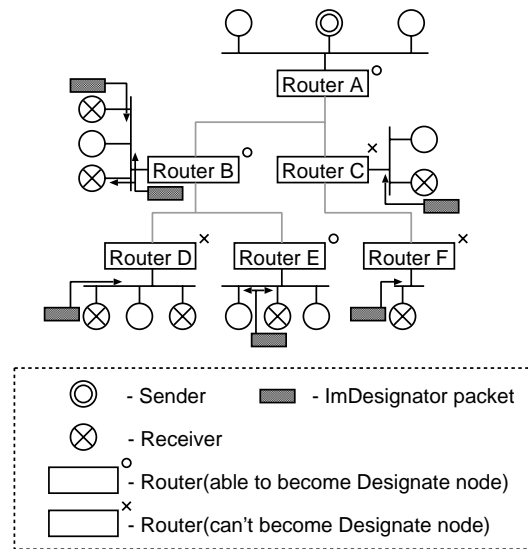 Router A
Router B
Router C
Router D
Router E
Router F
- Sender
- ImDesignator packet
- Receiver
- Router(able to become Designate node)
- Router(can't become Designate node)